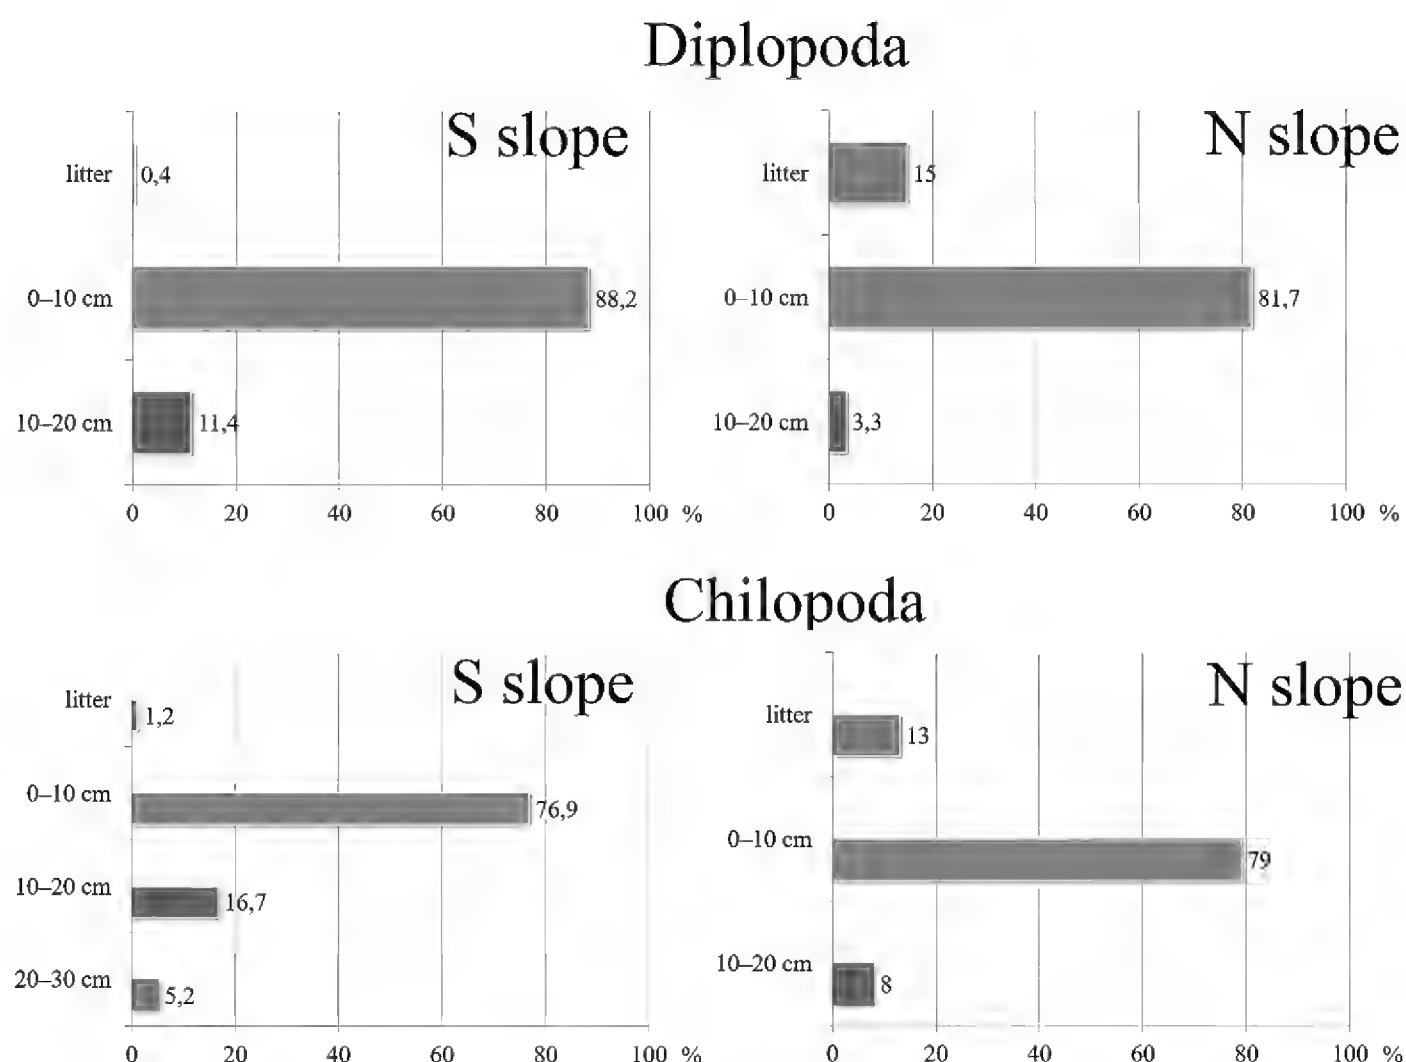 Diplopoda
S slope
litter
0,4
0–10 cm
88,2
10–20 cm
11,4
0 20 40 60 80 100 %
N slope
litter
15
0–10 cm
81,7
10–20 cm
3,3
0 20 40 60 80 100 %
Chilopoda
S slope
litter
1,2
0–10 cm
76,9
10–20 cm
16,7
20–30 cm
5,2
0 20 40 60 80 100 %
N slope
litter
13
0–10 cm
79
10–20 cm
8
0 20 40 60 80 100 %